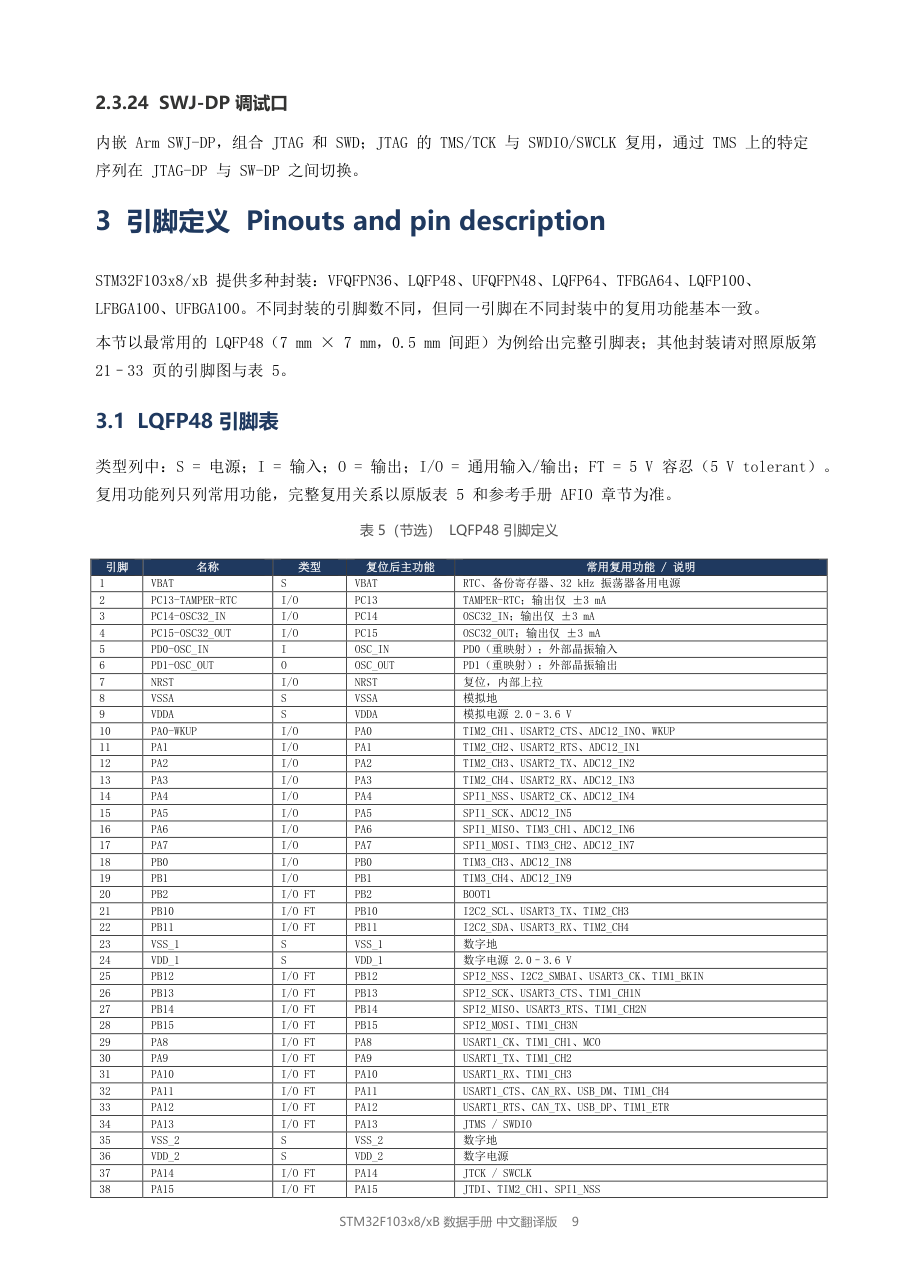 2.3.24 SWJ-DP 调试口
内嵌 Arm SWJ-DP，组合 JTAG 和 SWD；JTAG 的 TMS/TCK 与 SWDIO/SWCLK 复用，通过 TMS 上的特定
序列在 JTAG-DP 与 SW-DP 之间切换。
3 引脚定义 Pinouts and pin description
STM32F103x8/xB 提供多种封装：VFQFPN36、LQFP48、UFQFPN48、LQFP64、TFBGA64、LQFP100、
LFBGA100、UFBGA100。不同封装的引脚数不同，但同一引脚在不同封装中的复用功能基本一致。
本节以最常用的 LQFP48（7 mm × 7 mm，0.5 mm 间距）为例给出完整引脚表；其他封装请对照原版第
21–33 页的引脚图与表 5。
3.1 LQFP48 引脚表
类型列中：S = 电源；I = 输入；O = 输出；I/O = 通用输入/输出；FT = 5 V 容忍（5 V tolerant）。
复用功能列只列常用功能，完整复用关系以原版表 5 和参考手册 AFIO 章节为准。
表 5（节选） LQFP48 引脚定义
引脚 名称 类型 复位后主功能 常用复用功能 / 说明
1 VBAT S VBAT RTC、备份寄存器、32 kHz 振荡器备用电源
2 PC13-TAMPER-RTC I/O PC13 TAMPER-RTC；输出仅 ±3 mA
3 PC14-OSC32_IN I/O PC14 OSC32_IN；输出仅 ±3 mA
4 PC15-OSC32_OUT I/O PC15 OSC32_OUT；输出仅 ±3 mA
5 PD0-OSC_IN I OSC_IN PD0（重映射）；外部晶振输入
6 PD1-OSC_OUT O OSC_OUT PD1（重映射）；外部晶振输出
7 NRST I/O NRST 复位，内部上拉
8 VSSA S VSSA 模拟地
9 VDDA S VDDA 模拟电源 2.0–3.6 V
10 PA0-WKUP I/O PA0 TIM2_CH1、USART2_CTS、ADC12_IN0、WKUP
11 PA1 I/O PA1 TIM2_CH2、USART2_RTS、ADC12_IN1
12 PA2 I/O PA2 TIM2_CH3、USART2_TX、ADC12_IN2
13 PA3 I/O PA3 TIM2_CH4、USART2_RX、ADC12_IN3
14 PA4 I/O PA4 SPI1_NSS、USART2_CK、ADC12_IN4
15 PA5 I/O PA5 SPI1_SCK、ADC12_IN5
16 PA6 I/O PA6 SPI1_MISO、TIM3_CH1、ADC12_IN6
17 PA7 I/O PA7 SPI1_MOSI、TIM3_CH2、ADC12_IN7
18 PB0 I/O PB0 TIM3_CH3、ADC12_IN8
19 PB1 I/O PB1 TIM3_CH4、ADC12_IN9
20 PB2 I/O FT PB2 BOOT1
21 PB10 I/O FT PB10 I2C2_SCL、USART3_TX、TIM2_CH3
22 PB11 I/O FT PB11 I2C2_SDA、USART3_RX、TIM2_CH4
23 VSS_1 S VSS_1 数字地
24 VDD_1 S VDD_1 数字电源 2.0–3.6 V
25 PB12 I/O FT PB12 SPI2_NSS、I2C2_SMBAI、USART3_CK、TIM1_BKIN
26 PB13 I/O FT PB13 SPI2_SCK、USART3_CTS、TIM1_CH1N
27 PB14 I/O FT PB14 SPI2_MISO、USART3_RTS、TIM1_CH2N
28 PB15 I/O FT PB15 SPI2_MOSI、TIM1_CH3N
29 PA8 I/O FT PA8 USART1_CK、TIM1_CH1、MCO
30 PA9 I/O FT PA9 USART1_TX、TIM1_CH2
31 PA10 I/O FT PA10 USART1_RX、TIM1_CH3
32 PA11 I/O FT PA11 USART1_CTS、CAN_RX、USB_DM、TIM1_CH4
33 PA12 I/O FT PA12 USART1_RTS、CAN_TX、USB_DP、TIM1_ETR
34 PA13 I/O FT PA13 JTMS / SWDIO
35 VSS_2 S VSS_2 数字地
36 VDD_2 S VDD_2 数字电源
37 PA14 I/O FT PA14 JTCK / SWCLK
38 PA15 I/O FT PA15 JTDI、TIM2_CH1、SPI1_NSS
STM32F103x8/xB 数据手册 中文翻译版 9